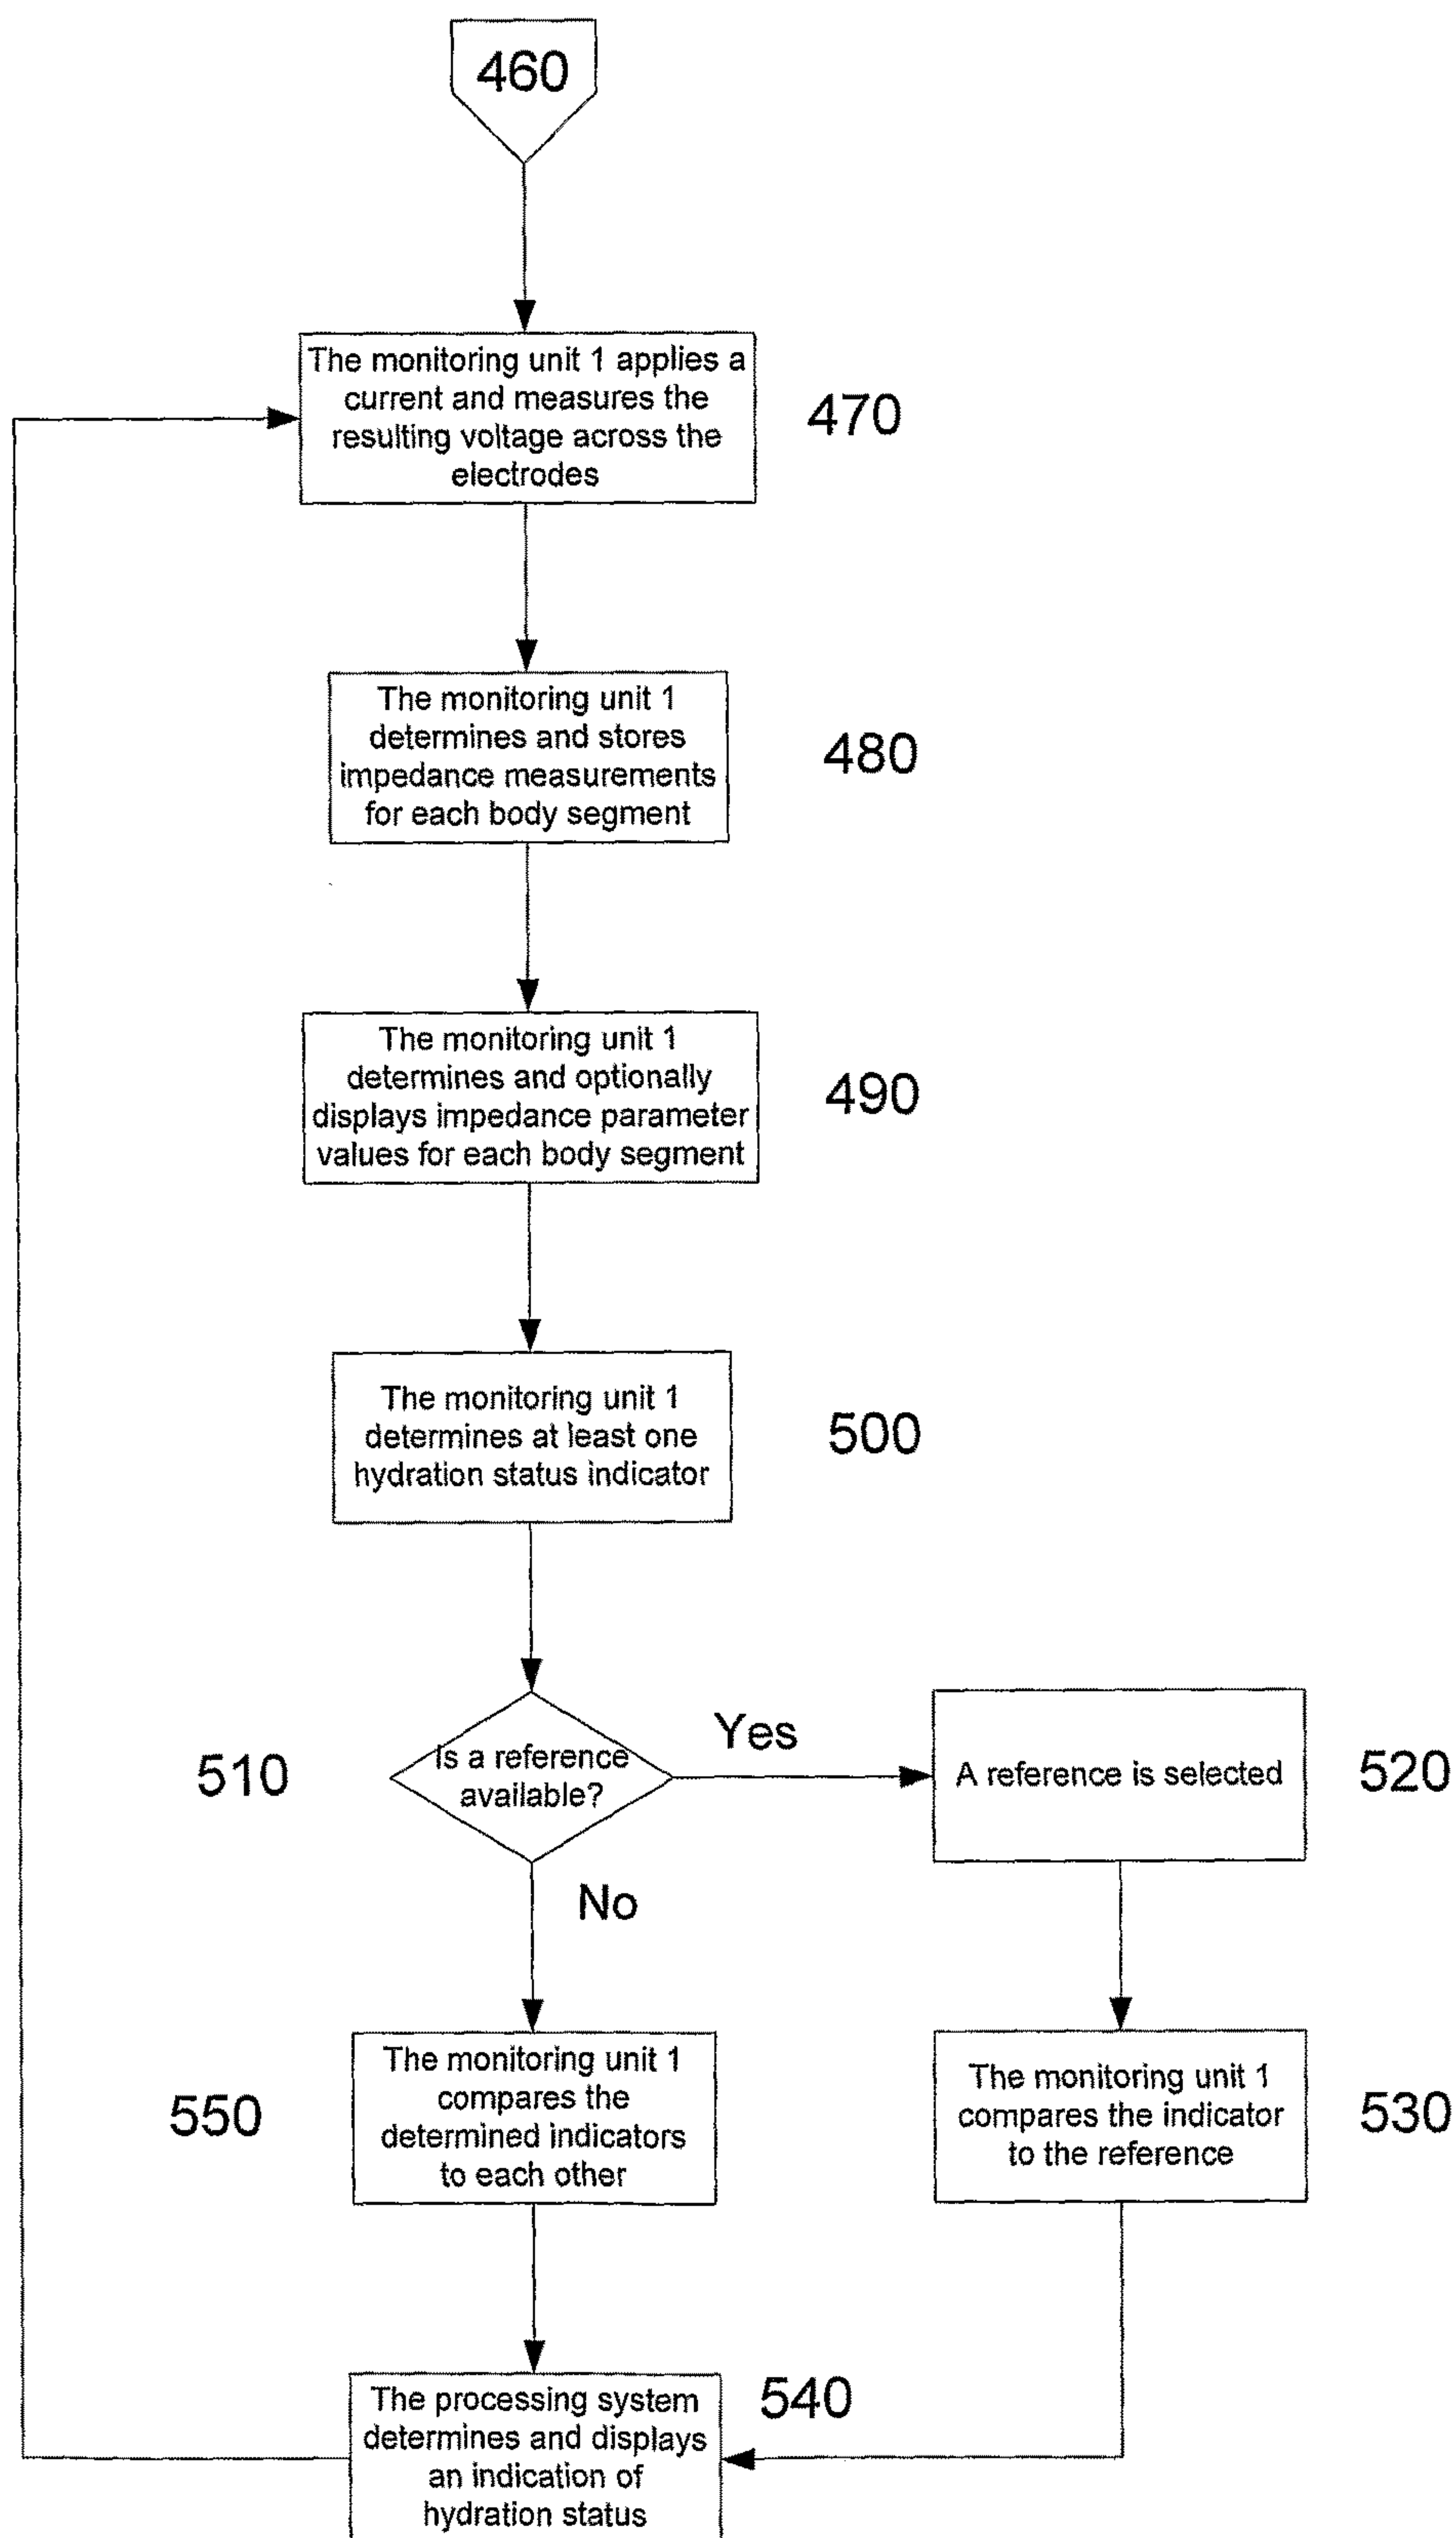 460
The monitoring unit 1 applies a
current and measures the
resulting voltage across the
electrodes
470
The monitoring unit 1
determines and stores
impedance measurements
for each body segment
480
The monitoring unit 1
determines and optionally
displays impedance parameter
values for each body segment
490
The monitoring unit 1
determines at least one
hydration status indicator
500
510
Is a reference
available?
Yes
A reference is selected
520
No
550
The monitoring unit 1
compares the
determined indicators
to each other
The monitoring unit 1
compares the indicator
to the reference
530
The processing system
determines and displays
an indication of
hydration status
540